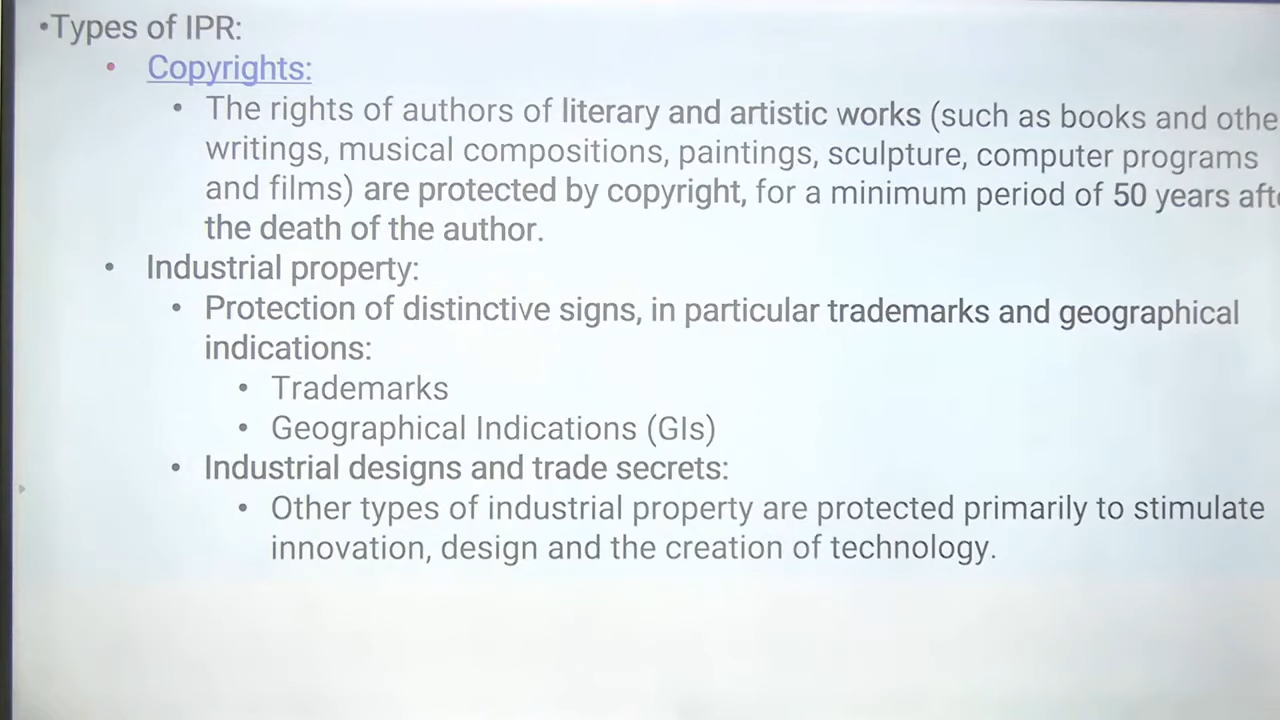 •Types of IPR:
• Copyrights:
• The rights of authors of literary and artistic works (such as books and othe
writings, musical compositions, paintings, sculpture, computer programs
and films) are protected by copyright, for a minimum period of 50 years aft
the death of the author.
• Industrial property:
• Protection of distinctive signs, in particular trademarks and geographical
indications:
• Trademarks
• Geographical Indications (GIs)
• Industrial designs and trade secrets:
• Other types of industrial property are protected primarily to stimulate
innovation, design and the creation of technology.